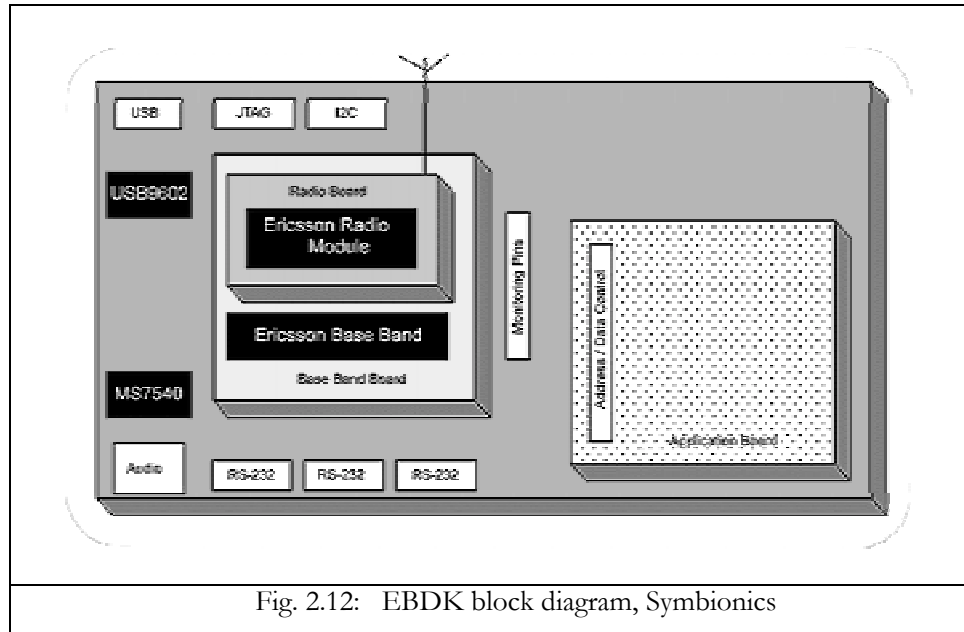 USB JTAG I2C
USB9602
Radio Board
Ericsson Radio
Module
Monitoring Pins
Address / Data Control
Ericsson Base Band
Base Band Board
MS7540
Application Board
Audio
RS-232 RS-232 RS-232
Fig. 2.12: EBDK block diagram, Symbionics